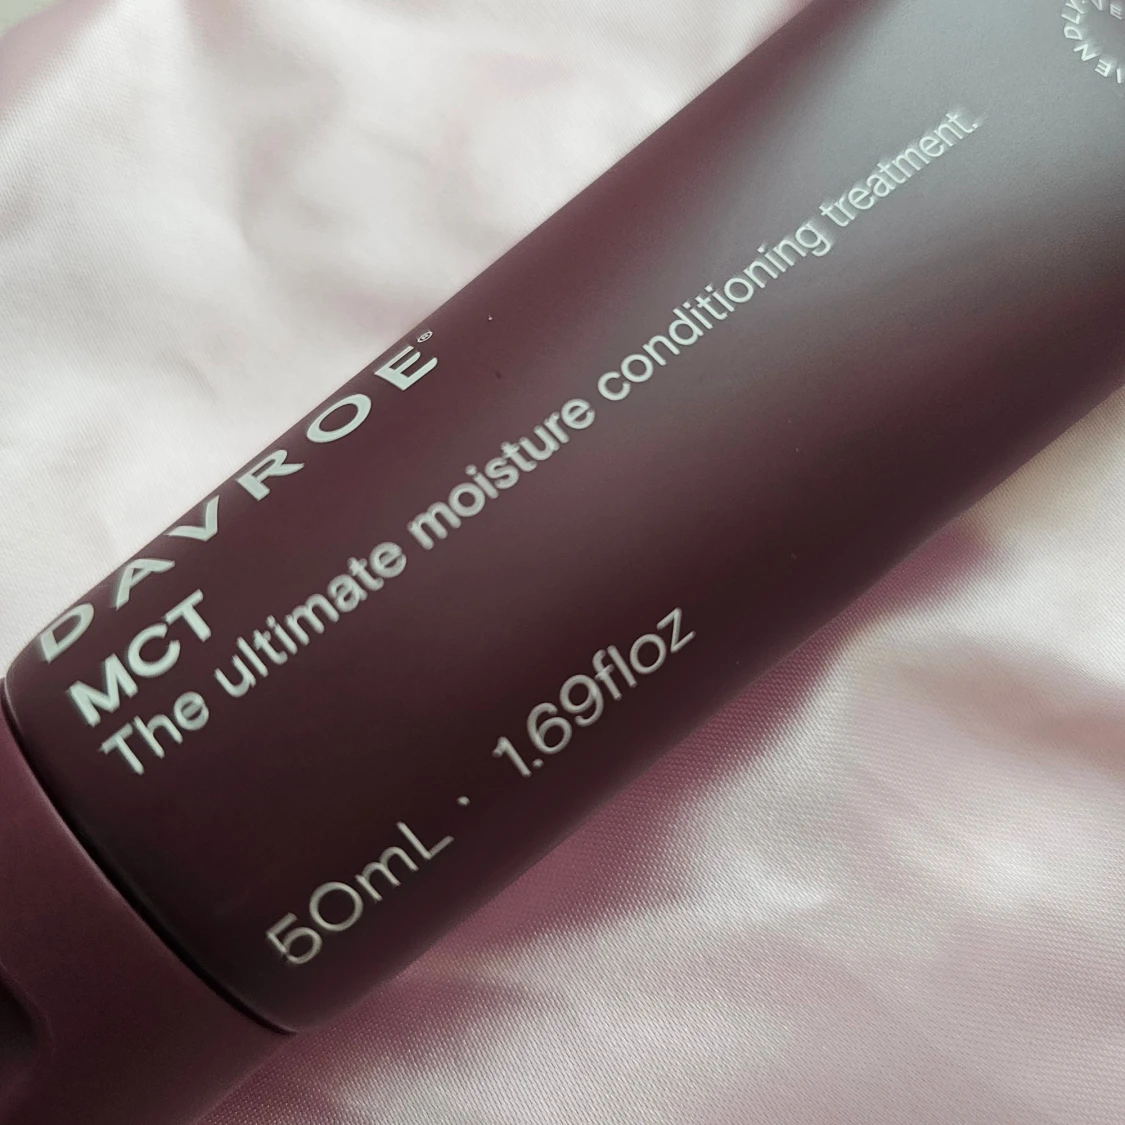 DAVROE®
MCT
The ultimate moisture conditioning treatment.
50mL · 1.69floz